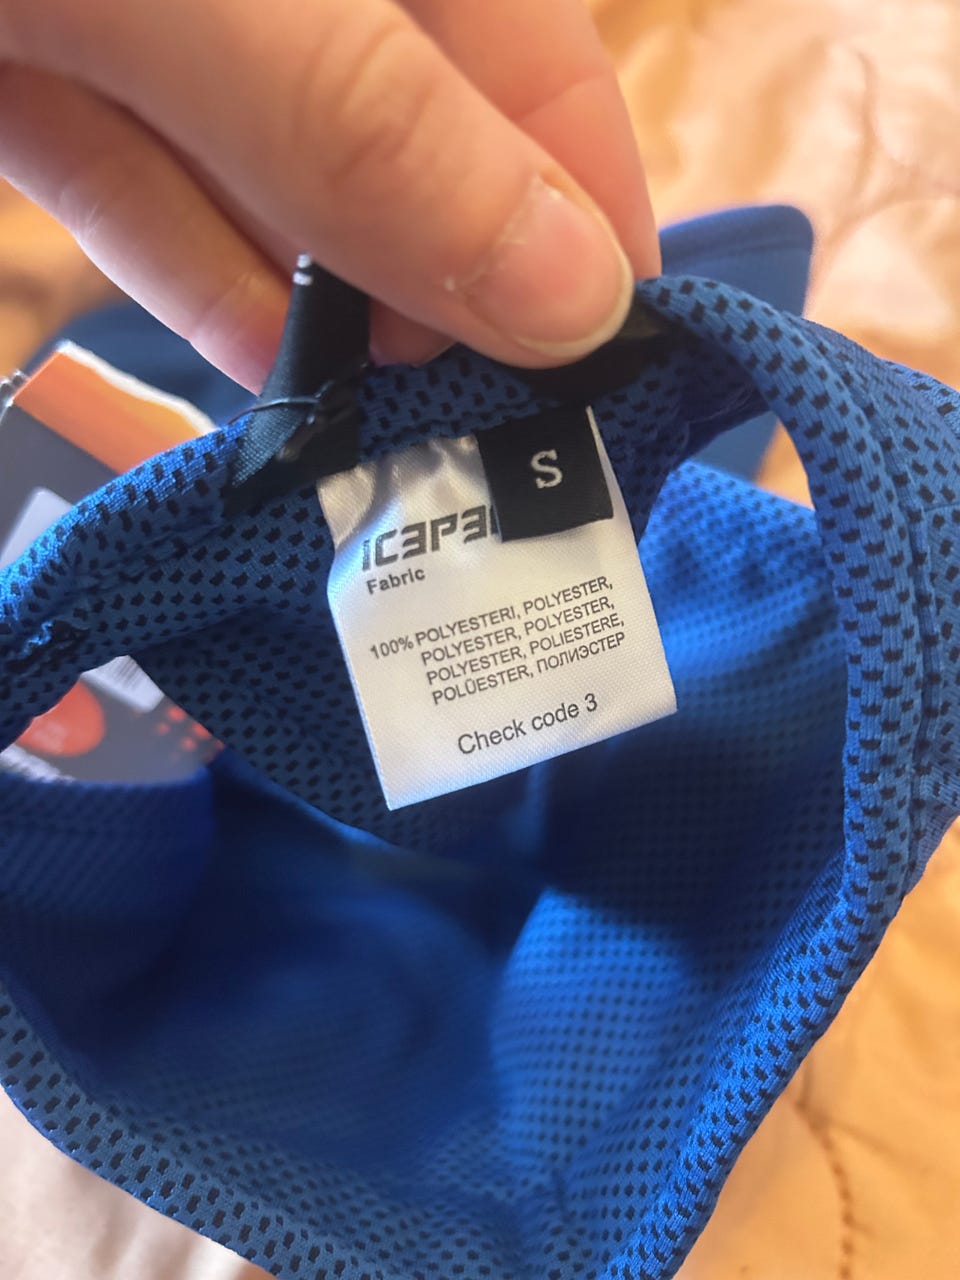 S
Fabric
100% POLYESTERI, POLYESTER,
POLYESTER, POLYESTER,
POLYESTER, POLIESTERE,
POLÜESTER, ПОЛИЭСТЕР
Check code 3